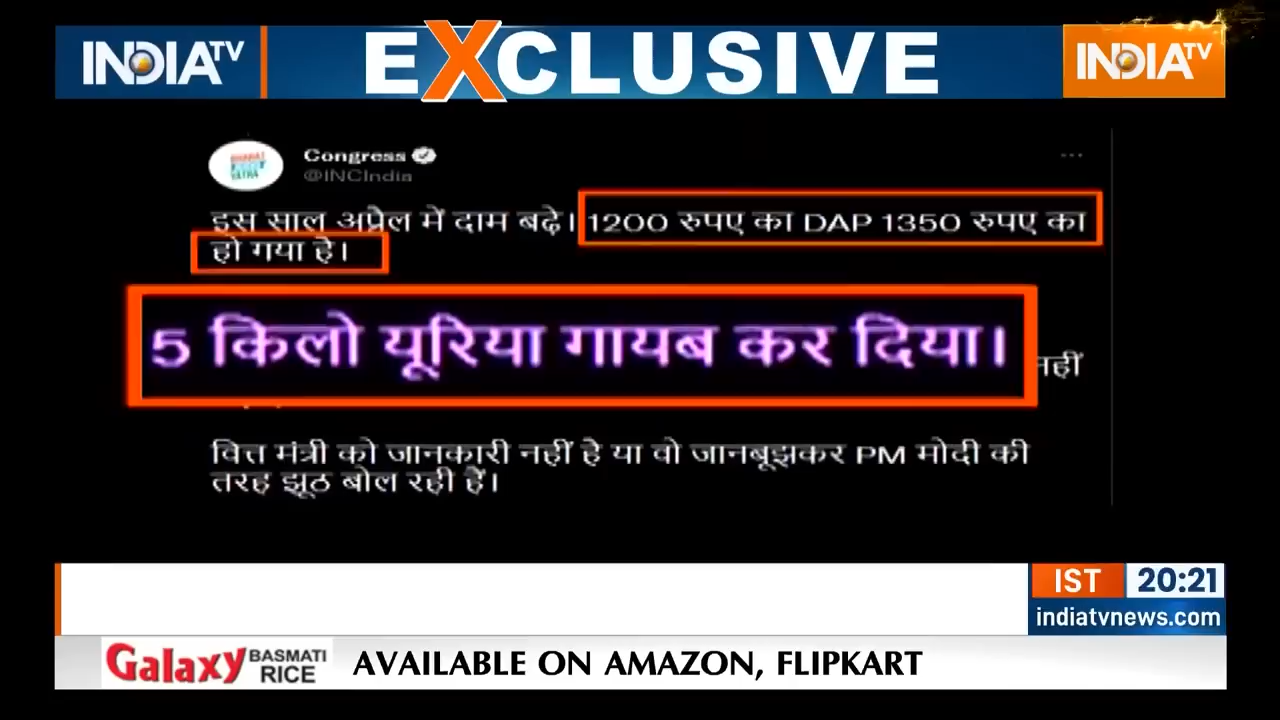 INDIA TV
EXCLUSIVE
INDIA TV
Congress
@INCIndia
इस साल अप्रैल में दाम बढ़े। 1200 रुपए का DAP 1350 रुपए का
हो गया है।
5 किलो यूरिया गायब कर दिया।
नहीं
वित्त मंत्री को जानकारी नहीं है या वो जानबूझकर PM मोदी की
तरह झूठ बोल रही हैं।
IST 20:21
indiatvnews.com
Galaxy BASMATI RICE
AVAILABLE ON AMAZON, FLIPKART